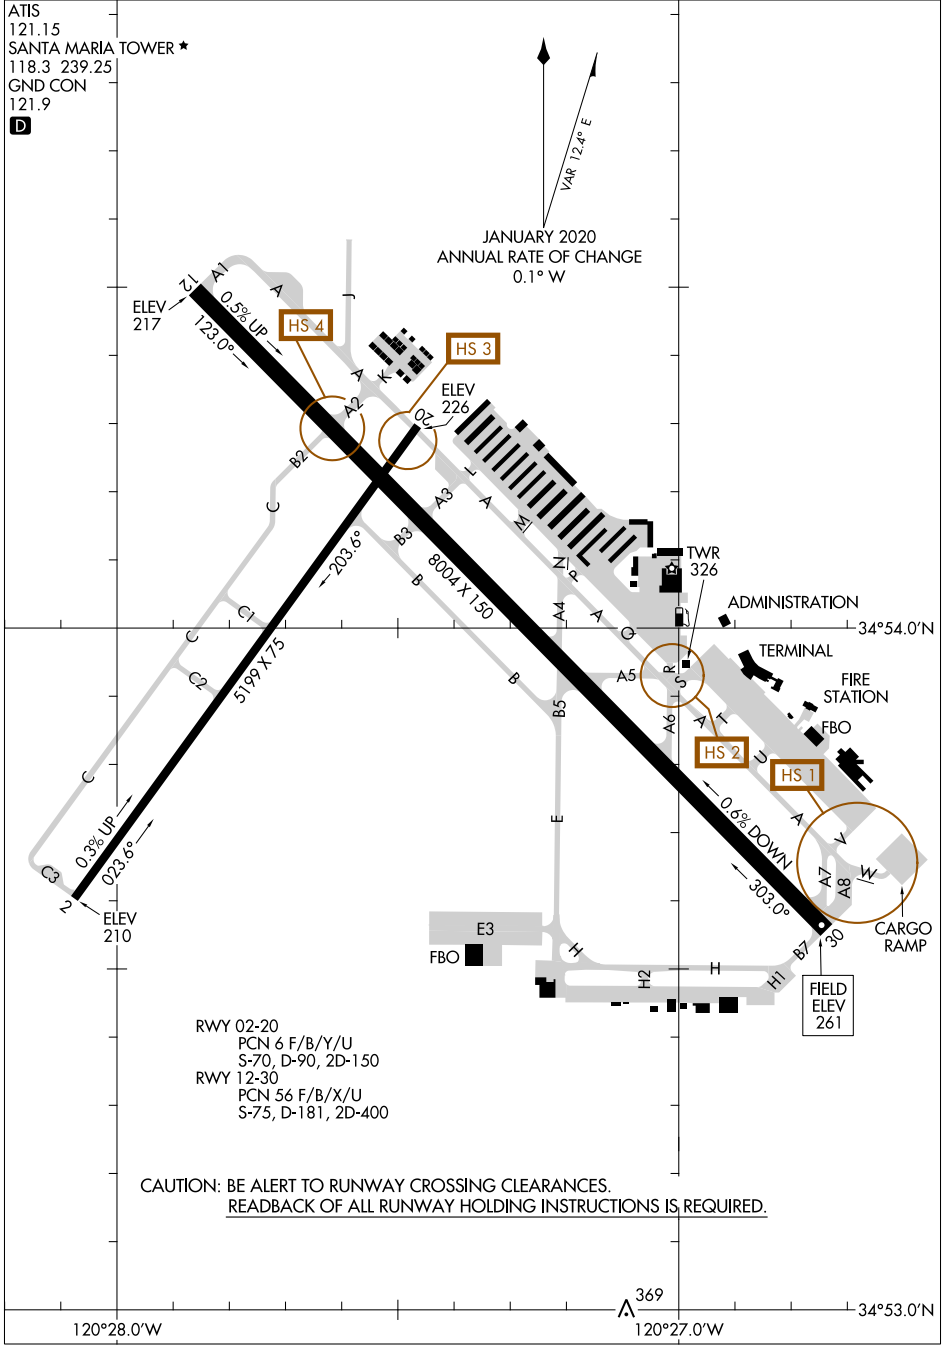 ATIS
121.15
SANTA MARIA TOWER ★
118.3 239.25
GND CON
121.9
D
VAR 12.4° E
JANUARY 2020
ANNUAL RATE OF CHANGE
0.1° W
A1
A
12
ELEV
217
0.5% UP
123.0°
J
HS 4
HS 3
A
K
A2
ELEV
226
20
B2
C
L
A3
A
M
B3
203.6°
8004 X 150
B
N
P
TWR
326
A4
A
Q
ADMINISTRATION
34°54.0'N
C1
C
5199 X 75
C2
B
B5
A5
R
S
TERMINAL
FIRE
STATION
A6
A
T
FBO
HS 2
U
HS 1
C
E
0.6% DOWN
A
V
0.3% UP
023.6°
C3
2
ELEV
210
303.0°
A7
A8
W
CARGO
RAMP
30
E3
FBO
H
H2
H
H1
B7
FIELD
ELEV
261
RWY 02-20
PCN 6 F/B/Y/U
S-70, D-90, 2D-150
RWY 12-30
PCN 56 F/B/X/U
S-75, D-181, 2D-400
CAUTION: BE ALERT TO RUNWAY CROSSING CLEARANCES.
READBACK OF ALL RUNWAY HOLDING INSTRUCTIONS IS REQUIRED.
369
34°53.0'N
120°28.0'W
120°27.0'W